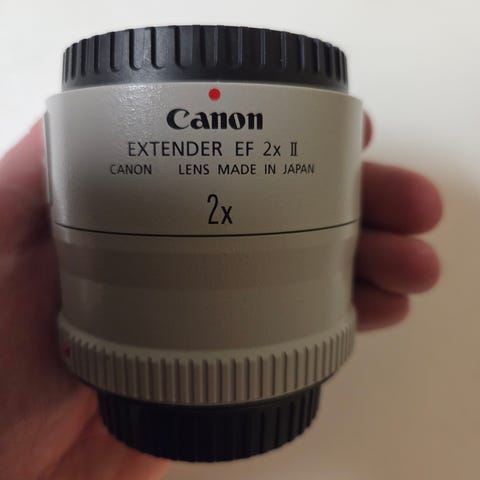 Canon
EXTENDER EF 2x II
CANON LENS MADE IN JAPAN
2x